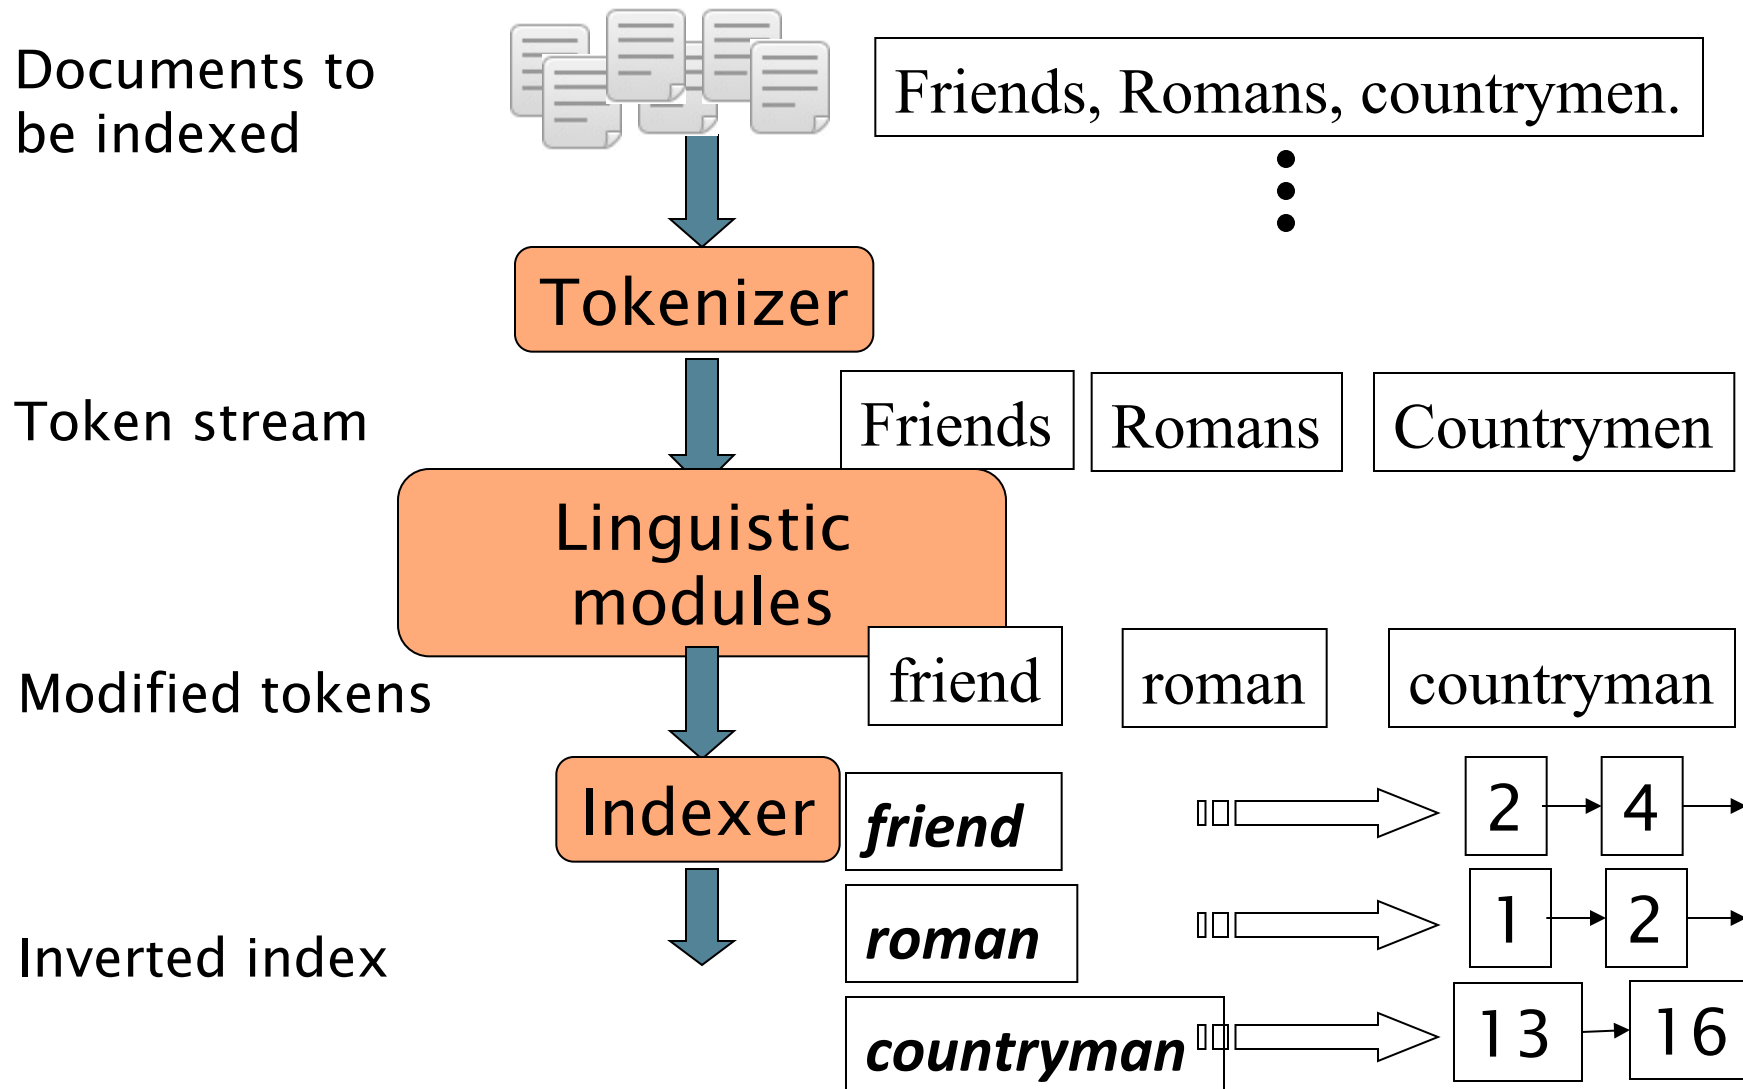 Documents to
be indexed
Friends, Romans, countrymen.
Tokenizer
Token stream
Friends
Romans
Countrymen
Linguistic
modules
Modified tokens
friend
roman
countryman
Indexer
friend
2
4
roman
1
2
Inverted index
countryman
13
16